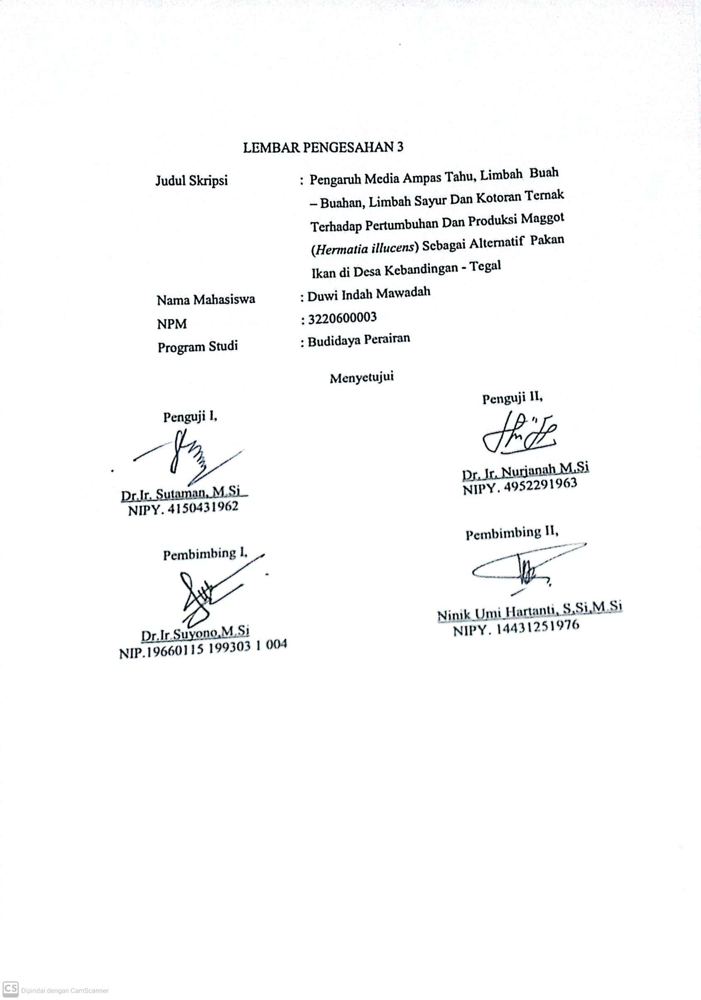 LEMBAR PENGESAHAN 3
Judul Skripsi : Pengaruh Media Ampas Tahu, Limbah Buah
– Buahan, Limbah Sayur Dan Kotoran Ternak
Terhadap Pertumbuhan Dan Produksi Maggot
(Hermatia illucens) Sebagai Alternatif Pakan
Ikan di Desa Kebandingan - Tegal
Nama Mahasiswa : Duwi Indah Mawadah
NPM : 3220600003
Program Studi : Budidaya Perairan
Menyetujui
Penguji I,
Dr.Ir. Sutaman, M.Si
NIPY. 4150431962
Penguji II,
Dr. Ir. Nurjanah M.Si
NIPY. 4952291963
Pembimbing I,
Dr.Ir.Suyono,M.Si
NIP.19660115 199303 1 004
Pembimbing II,
Ninik Umi Hartanti, S,Si,M.Si
NIPY. 14431251976
CS Dipindai dengan CamScanner